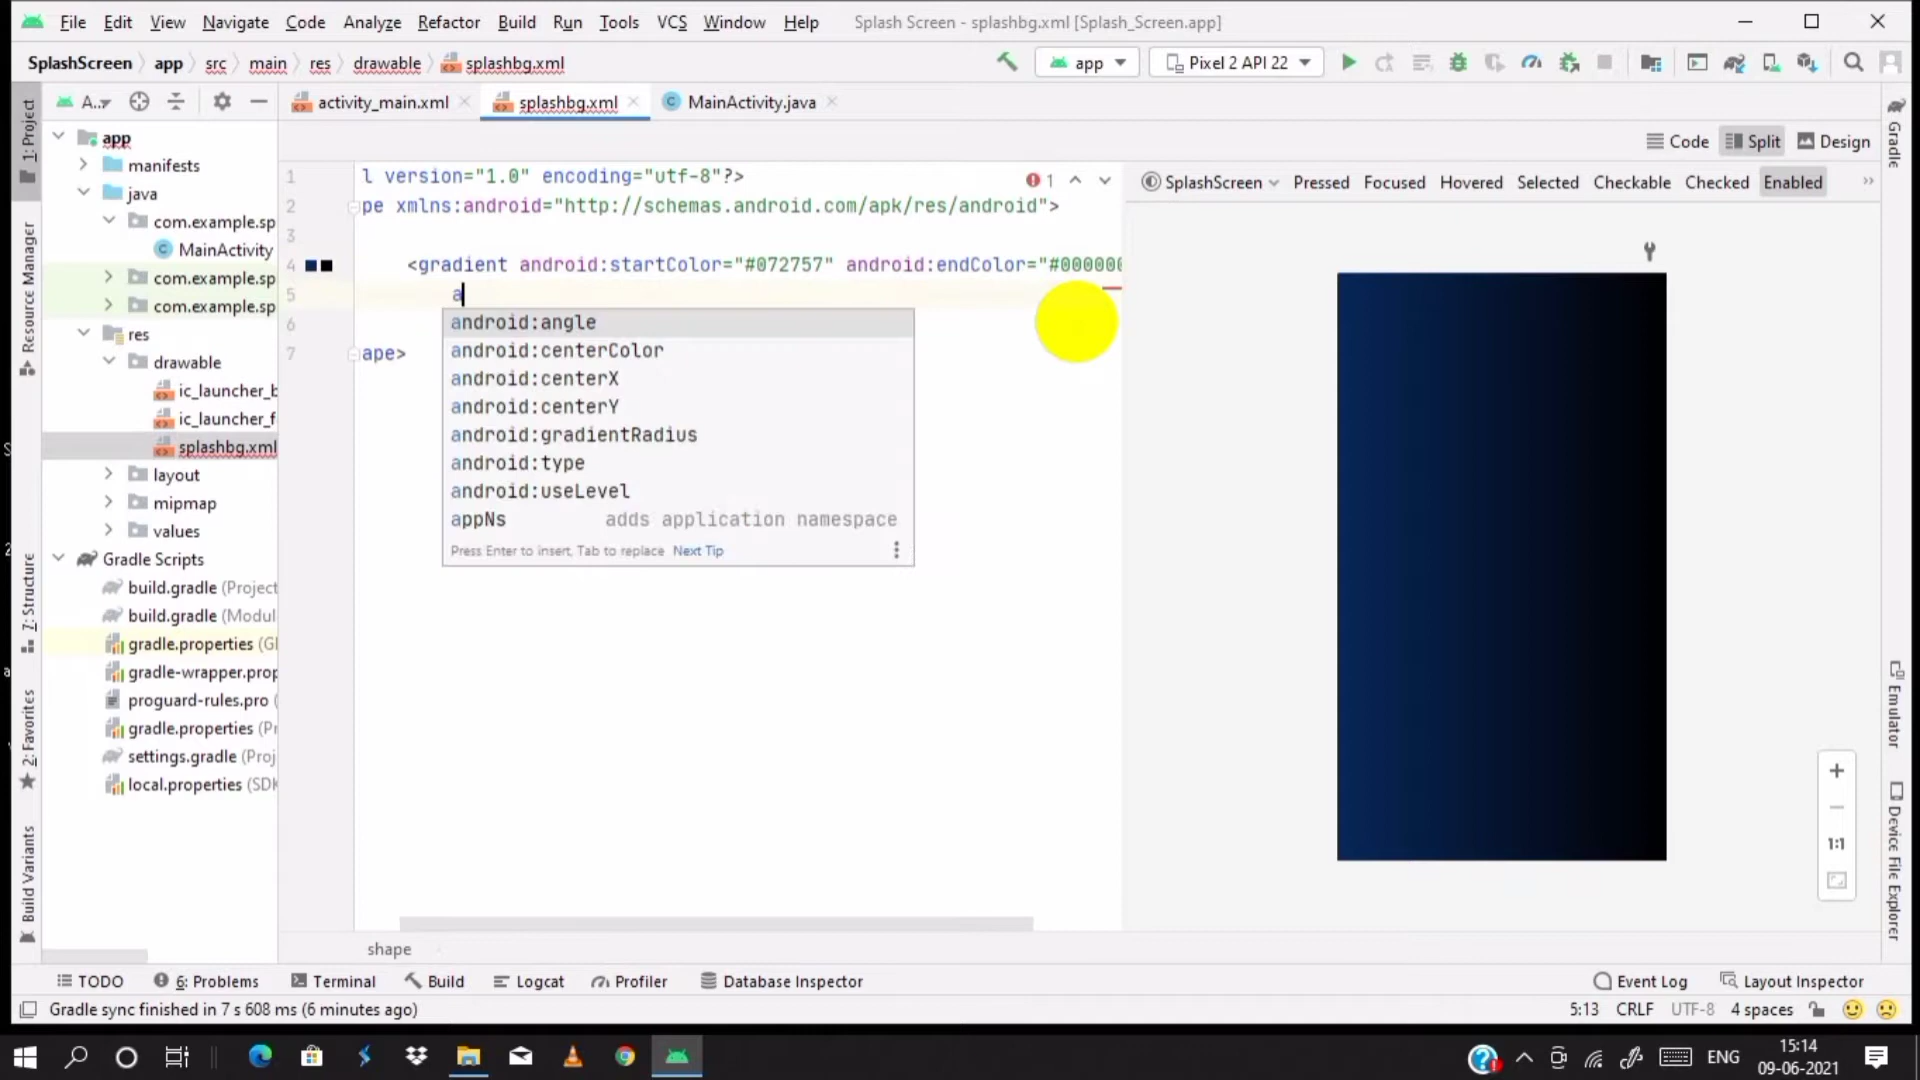 File Edit View Navigate Code Analyze Refactor Build Run Tools VCS Window Help Splash Screen - splashbg.xml [Splash_Screen.app]
SplashScreen app src main res drawable splashbg.xml app Pixel 2 API 22
A.. activity_main.xml splashbg.xml MainActivity.java
Code Split Design
SplashScreen Pressed Focused Hovered Selected Checkable Checked Enabled
1: Project
Resource Manager
7: Structure
2: Favorites
Build Variants
app
manifests
java
com.example.sp
MainActivity
com.example.sp
com.example.sp
res
drawable
ic_launcher_b
ic_launcher_f
splashbg.xml
layout
mipmap
values
Gradle Scripts
build.gradle (Project
build.gradle (Modul
gradle.properties (Gl
gradle-wrapper.prop
proguard-rules.pro (
gradle.properties (Pr
settings.gradle (Proj
local.properties (SDK
1 l version="1.0" encoding="utf-8"?> 1
2 pe xmlns:android="http://schemas.android.com/apk/res/android">
3
4 <gradient android:startColor="#072757" android:endColor="#000000
5 a
6
7 ape>
android:angle
android:centerColor
android:centerX
android:centerY
android:gradientRadius
android:type
android:useLevel
appNs adds application namespace
Press Enter to insert, Tab to replace Next Tip
shape
1:1
Gradle
Emulator
Device File Explorer
TODO 6: Problems Terminal Build Logcat Profiler Database Inspector Event Log Layout Inspector
Gradle sync finished in 7 s 608 ms (6 minutes ago) 5:13 CRLF UTF-8 4 spaces
ENG 15:14
09-06-2021